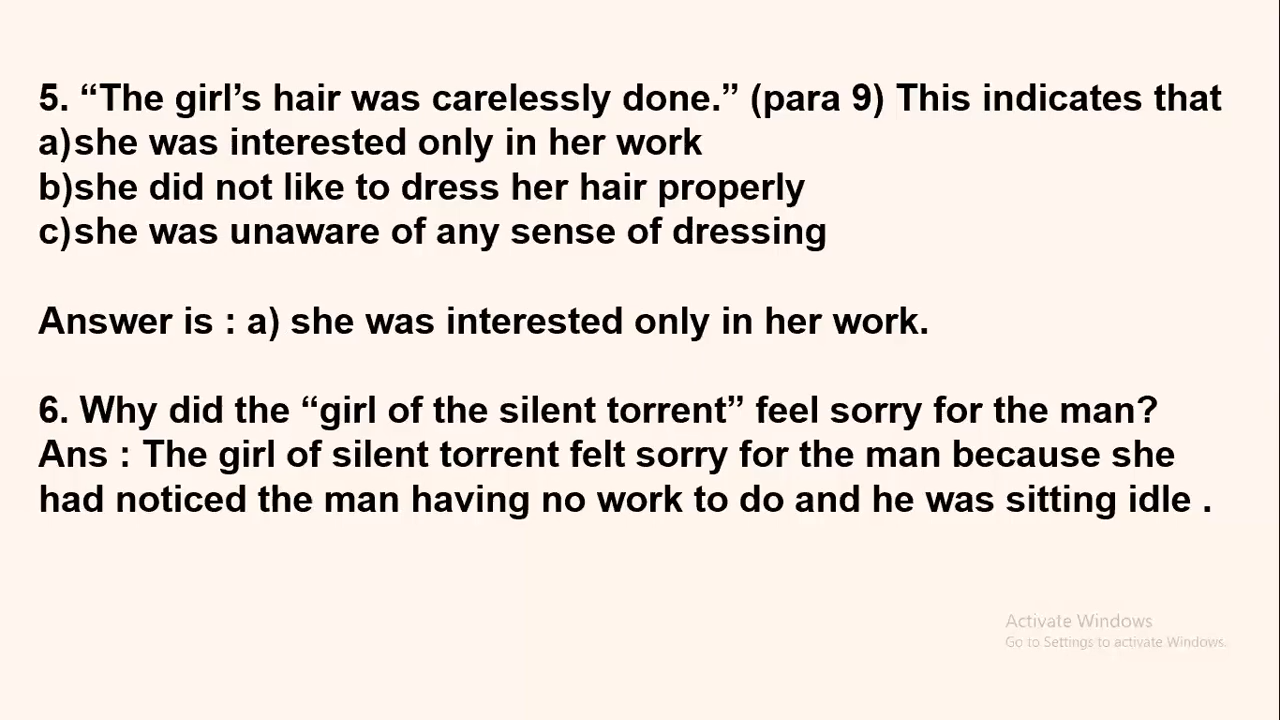 5. “The girl’s hair was carelessly done.” (para 9) This indicates that
a)she was interested only in her work
b)she did not like to dress her hair properly
c)she was unaware of any sense of dressing
Answer is : a) she was interested only in her work.
6. Why did the “girl of the silent torrent” feel sorry for the man?
Ans : The girl of silent torrent felt sorry for the man because she
had noticed the man having no work to do and he was sitting idle .
Activate Windows
Go to Settings to activate Windows.